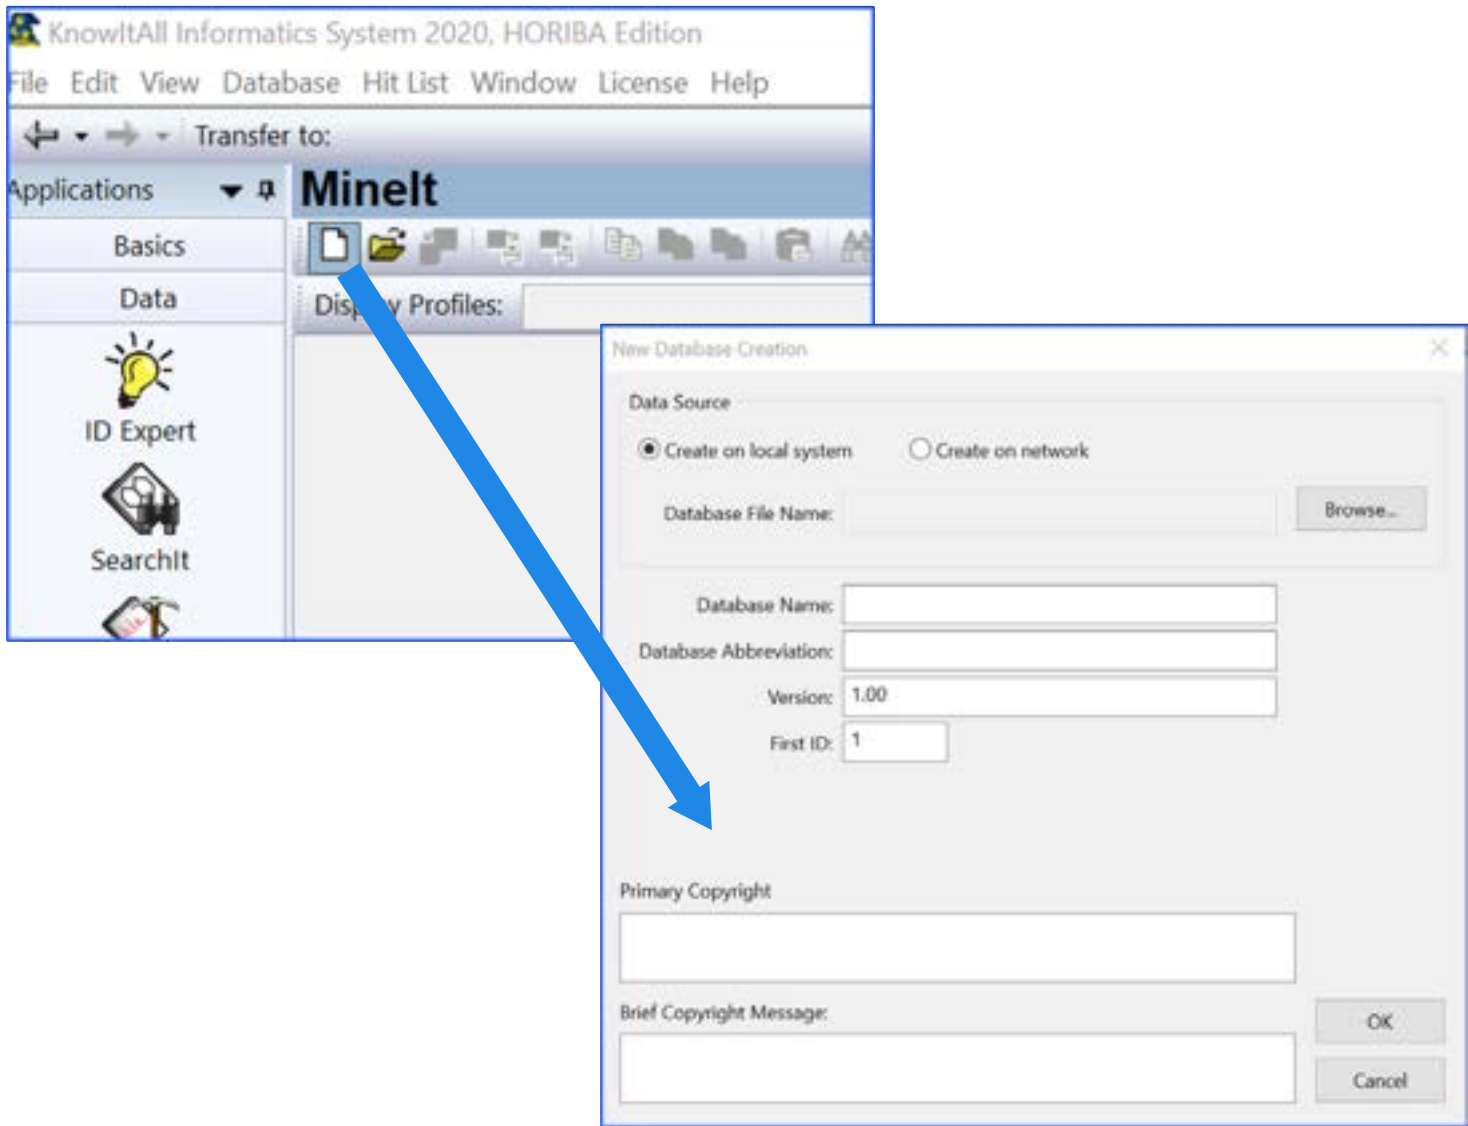 KnowItAll Informatics System 2020, HORIBA Edition
File Edit View Database Hit List Window License Help
Transfer to:
Applications
MineIt
Basics
Data
Display Profiles:
ID Expert
SearchIt
New Database Creation
Data Source
Create on local system Create on network
Database File Name: Browse...
Database Name:
Database Abbreviation:
Version: 1.00
First ID: 1
Primary Copyright
Brief Copyright Message:
OK
Cancel